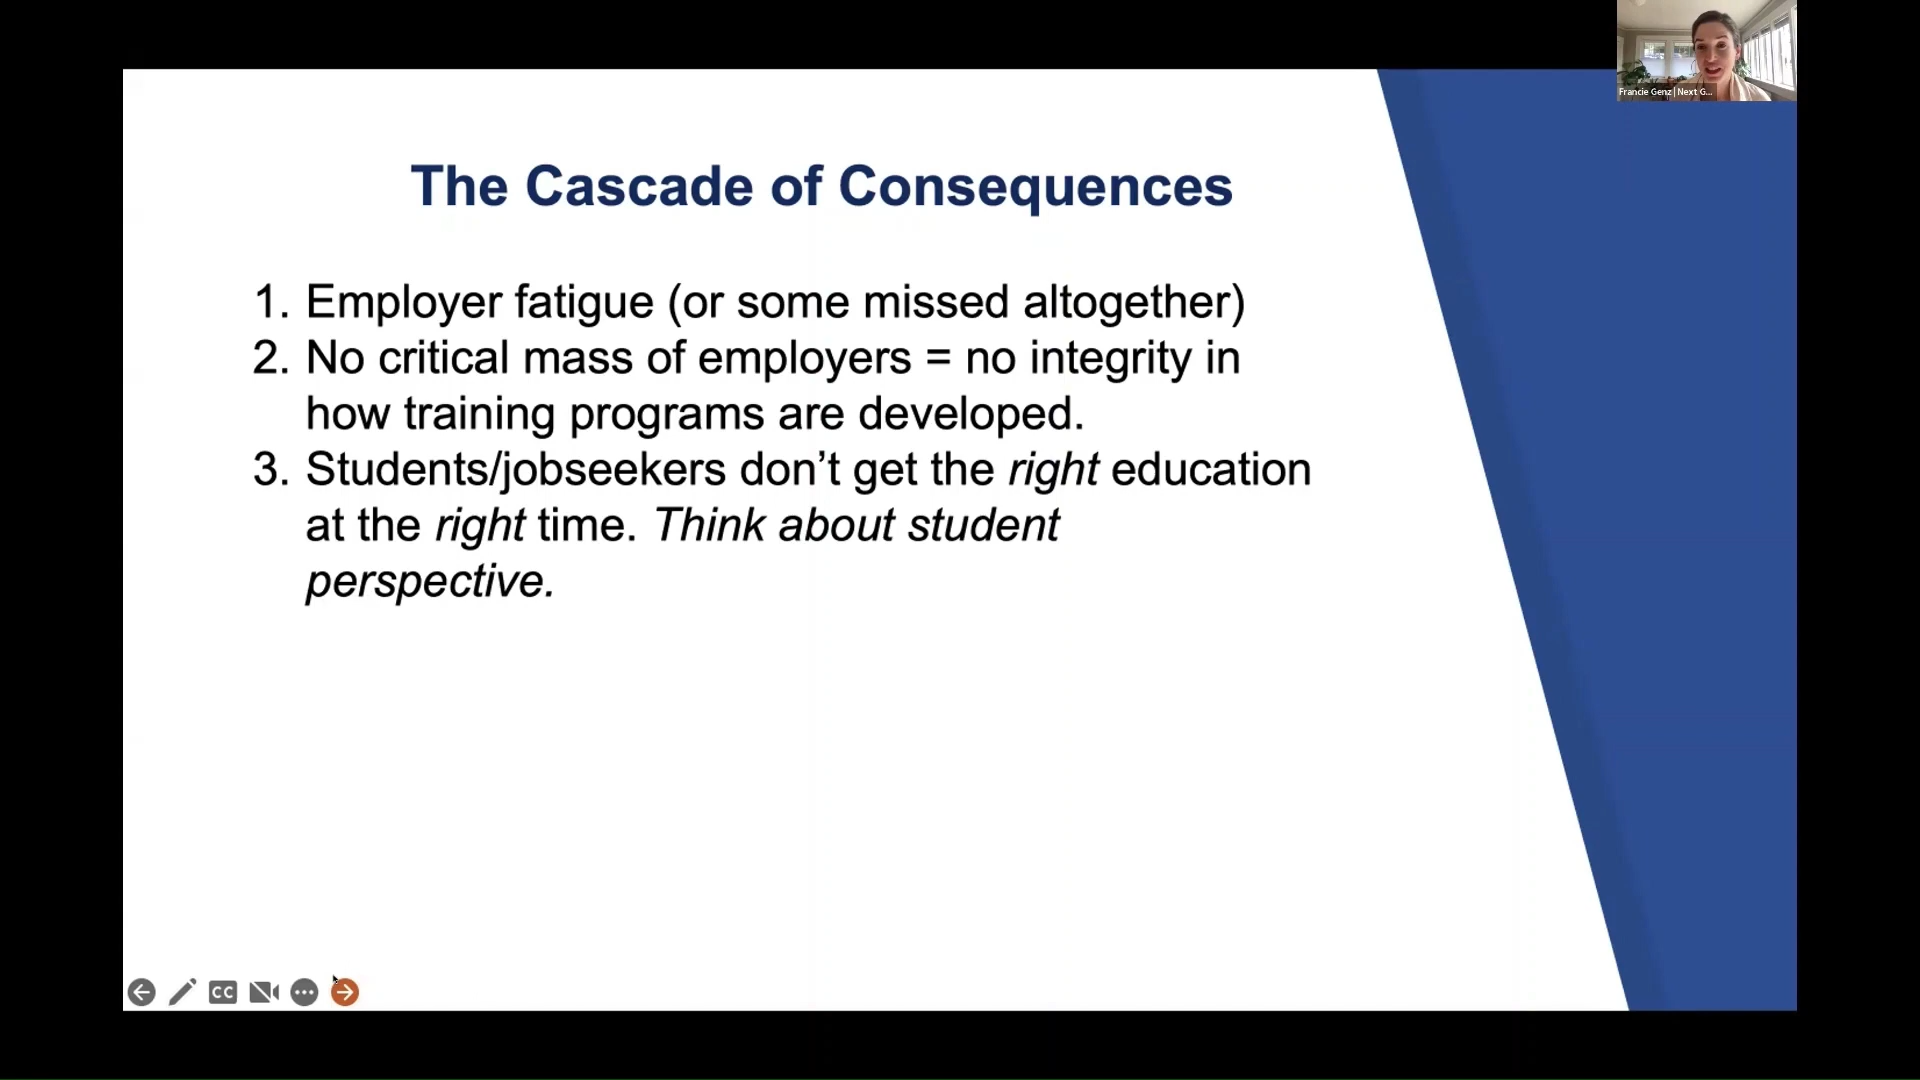 Francie Genz | Next G...
The Cascade of Consequences
1. Employer fatigue (or some missed altogether)
2. No critical mass of employers = no integrity in
how training programs are developed.
3. Students/jobseekers don’t get the right education
at the right time. Think about student
perspective.
CC